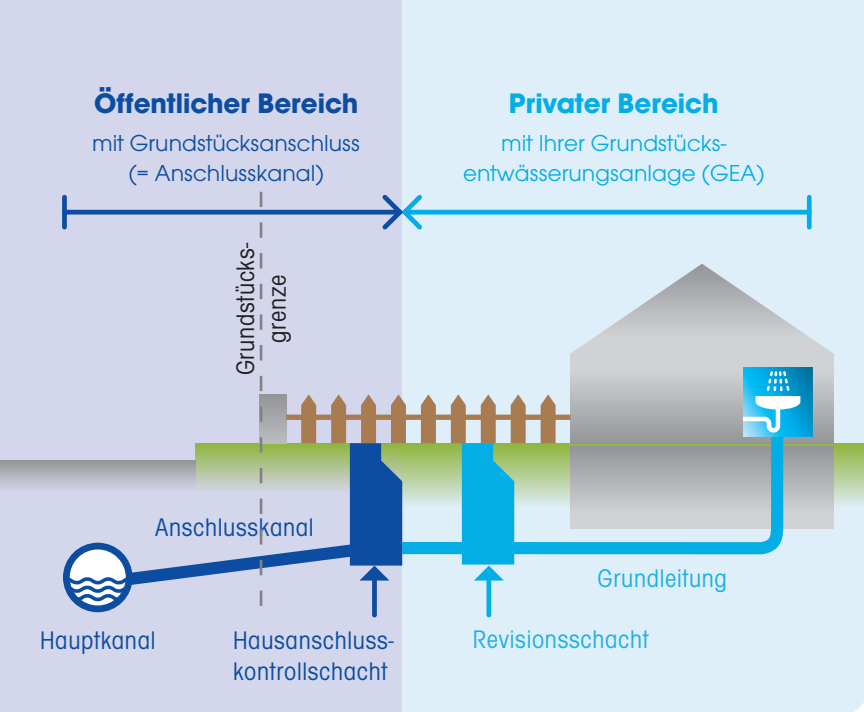 Öffentlicher Bereich
mit Grundstücksanschluss
(= Anschlusskanal)
Privater Bereich
mit Ihrer Grundstücks-
entwässerungsanlage (GEA)
Grundstücks-
grenze
Anschlusskanal
Hauptkanal
Hausanschluss-
kontrollschacht
Grundleitung
Revisionsschacht